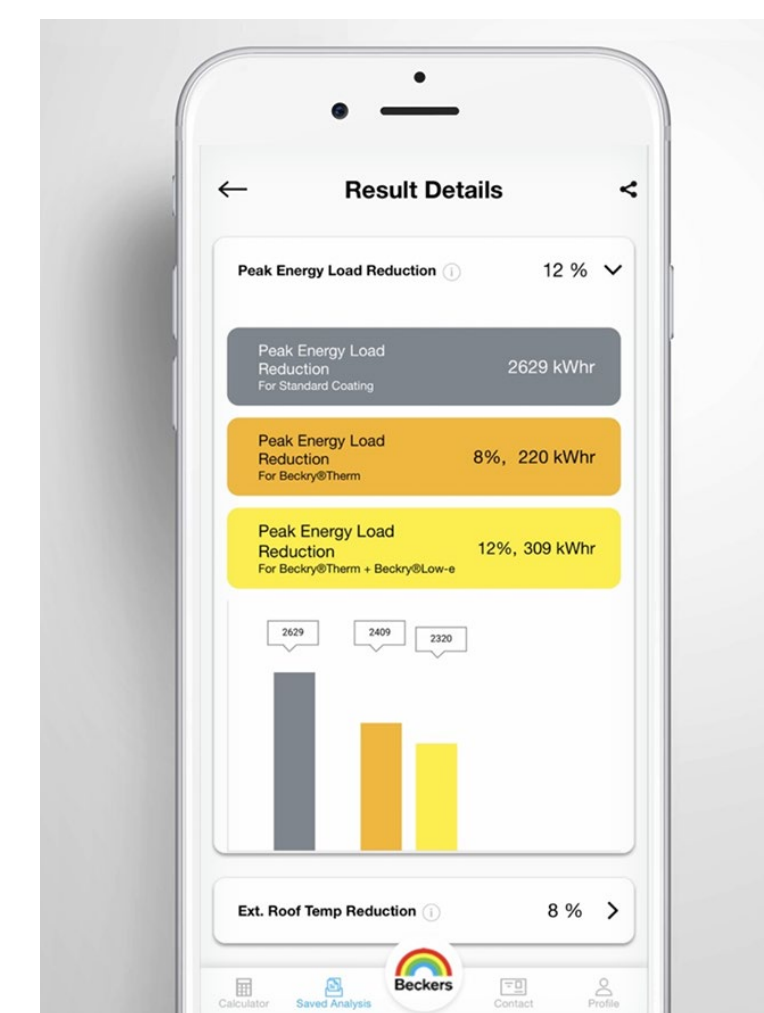 Result Details
Peak Energy Load Reduction i 12 %
Peak Energy Load
Reduction
For Standard Coating
2629 kWhr
Peak Energy Load
Reduction
For Beckry®Therm
8%, 220 kWhr
Peak Energy Load
Reduction
For Beckry®Therm + Beckry®Low-e
12%, 309 kWhr
2629
2409
2320
Ext. Roof Temp Reduction i 8 %
Beckers
Calculator
Saved Analysis
Contact
Profile